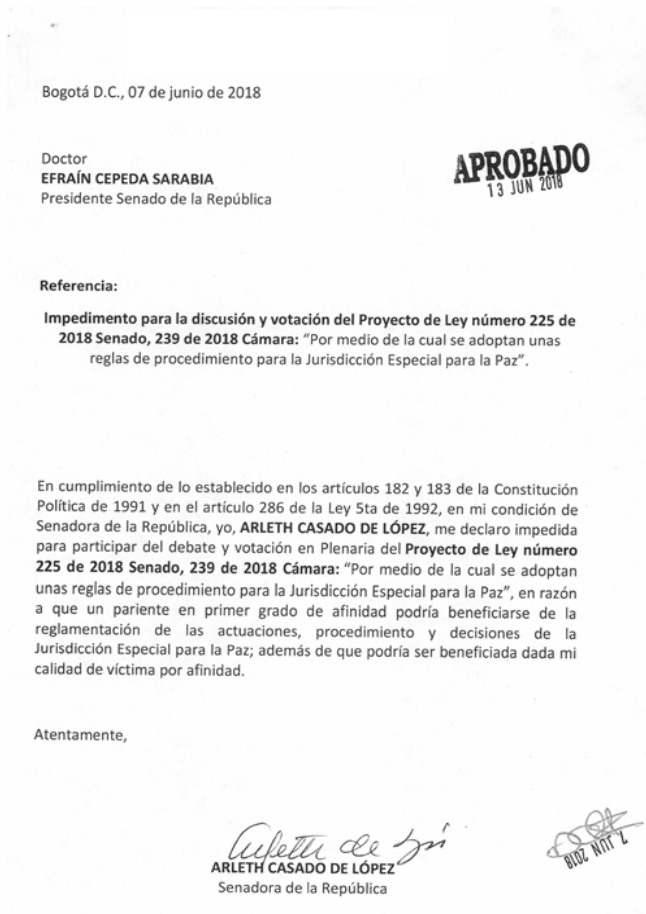 Bogotá D.C., 07 de junio de 2018
Doctor
EFRAÍN CEPEDA SARABIA
Presidente Senado de la República
APROBADO
13 JUN 2018
Referencia:
Impedimento para la discusión y votación del Proyecto de Ley número 225 de
2018 Senado, 239 de 2018 Cámara: “Por medio de la cual se adoptan unas
reglas de procedimiento para la Jurisdicción Especial para la Paz”.
En cumplimiento de lo establecido en los artículos 182 y 183 de la Constitución
Política de 1991 y en el artículo 286 de la Ley 5ta de 1992, en mi condición de
Senadora de la República, yo, ARLETH CASADO DE LÓPEZ, me declaro impedida
para participar del debate y votación en Plenaria del Proyecto de Ley número
225 de 2018 Senado, 239 de 2018 Cámara: “Por medio de la cual se adoptan
unas reglas de procedimiento para la Jurisdicción Especial para la Paz”, en razón
a que un pariente en primer grado de afinidad podría beneficiarse de la
reglamentación de las actuaciones, procedimiento y decisiones de la
Jurisdicción Especial para la Paz; además de que podría ser beneficiada dada mi
calidad de víctima por afinidad.
Atentamente,
ARLETH CASADO DE LÓPEZ
Senadora de la República
7 JUN 2018